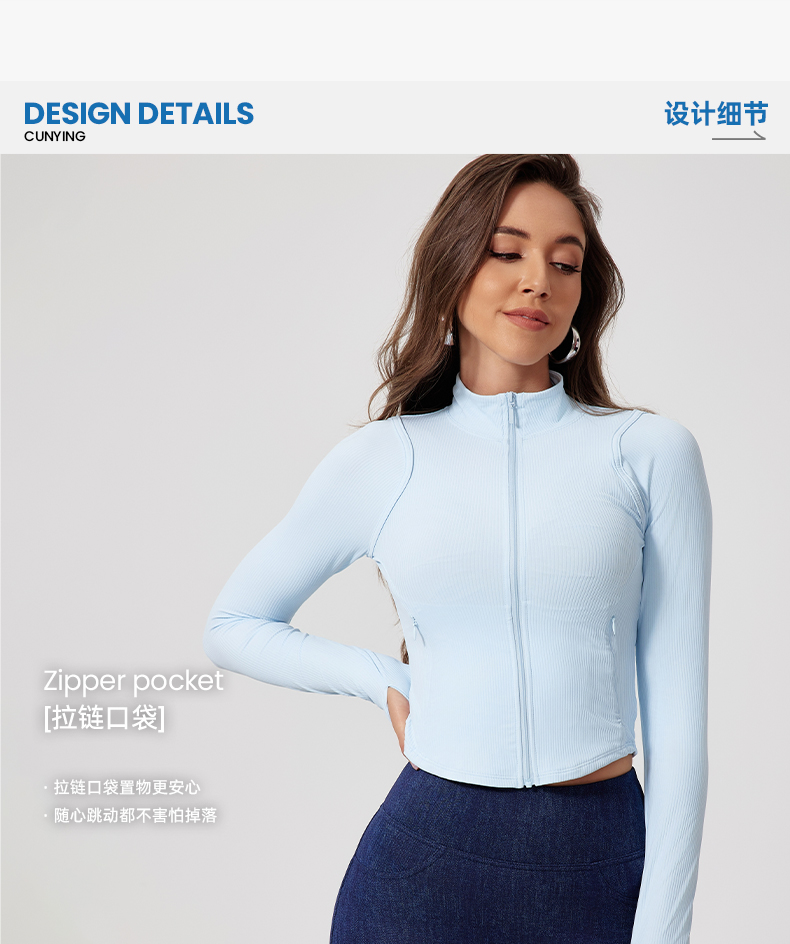 DESIGN DETAILS
设计细节
CUNYING
Zipper pocket
[拉链口袋]
· 拉链口袋置物更安心
· 随心跳动都不害怕掉落